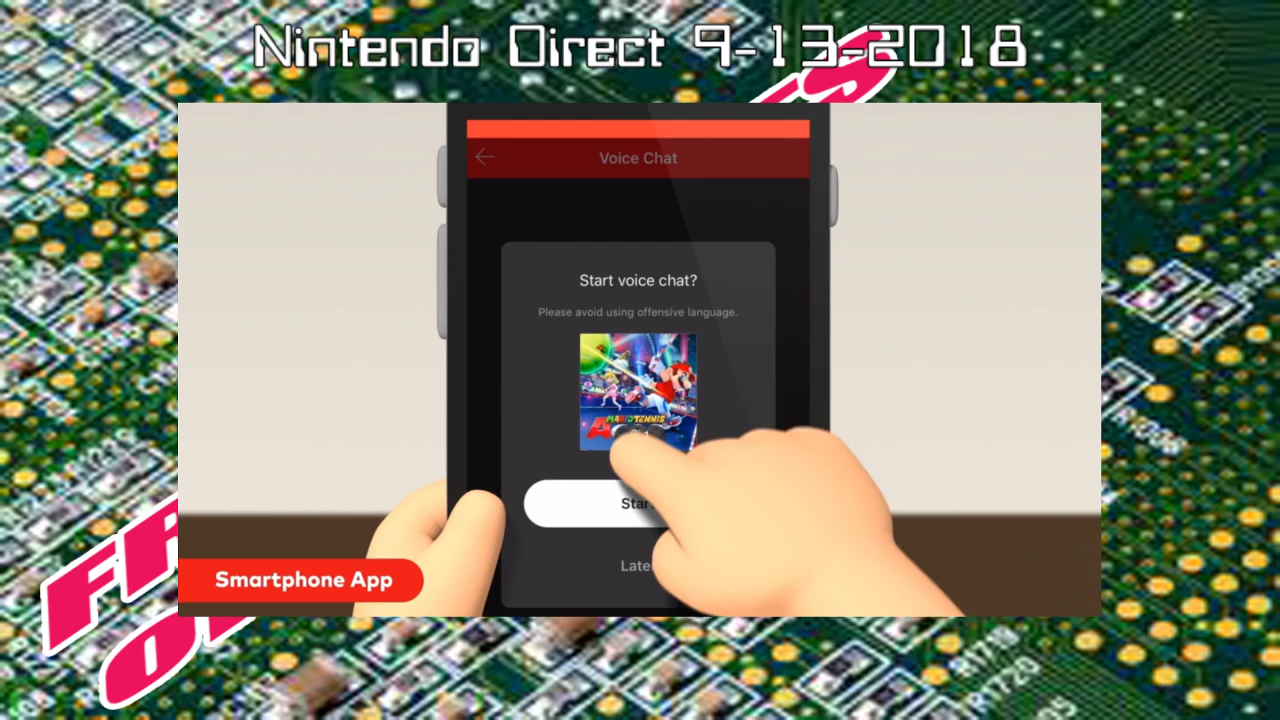 Nintendo Direct 9-13-2018
Voice Chat
Start voice chat?
Please avoid using offensive language.
MARIO TENNIS
Smartphone App